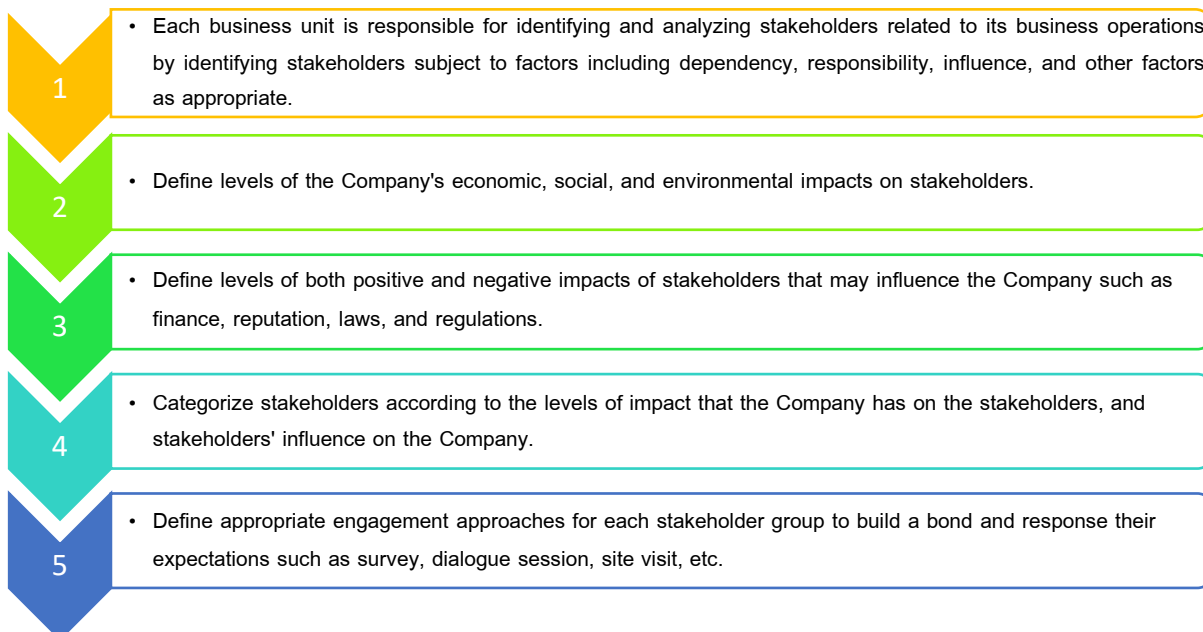 • Each business unit is responsible for identifying and analyzing stakeholders related to its business operations
by identifying stakeholders subject to factors including dependency, responsibility, influence, and other factors
1
as appropriate.
• Define levels of the Company's economic, social, and environmental impacts on stakeholders.
2
• Define levels of both positive and negative impacts of stakeholders that may influence the Company such as
3
finance, reputation, laws, and regulations.
• Categorize stakeholders according to the levels of impact that the Company has on the stakeholders, and
4
stakeholders' influence on the Company.
• Define appropriate engagement approaches for each stakeholder group to build a bond and response their
5
expectations such as survey, dialogue session, site visit, etc.